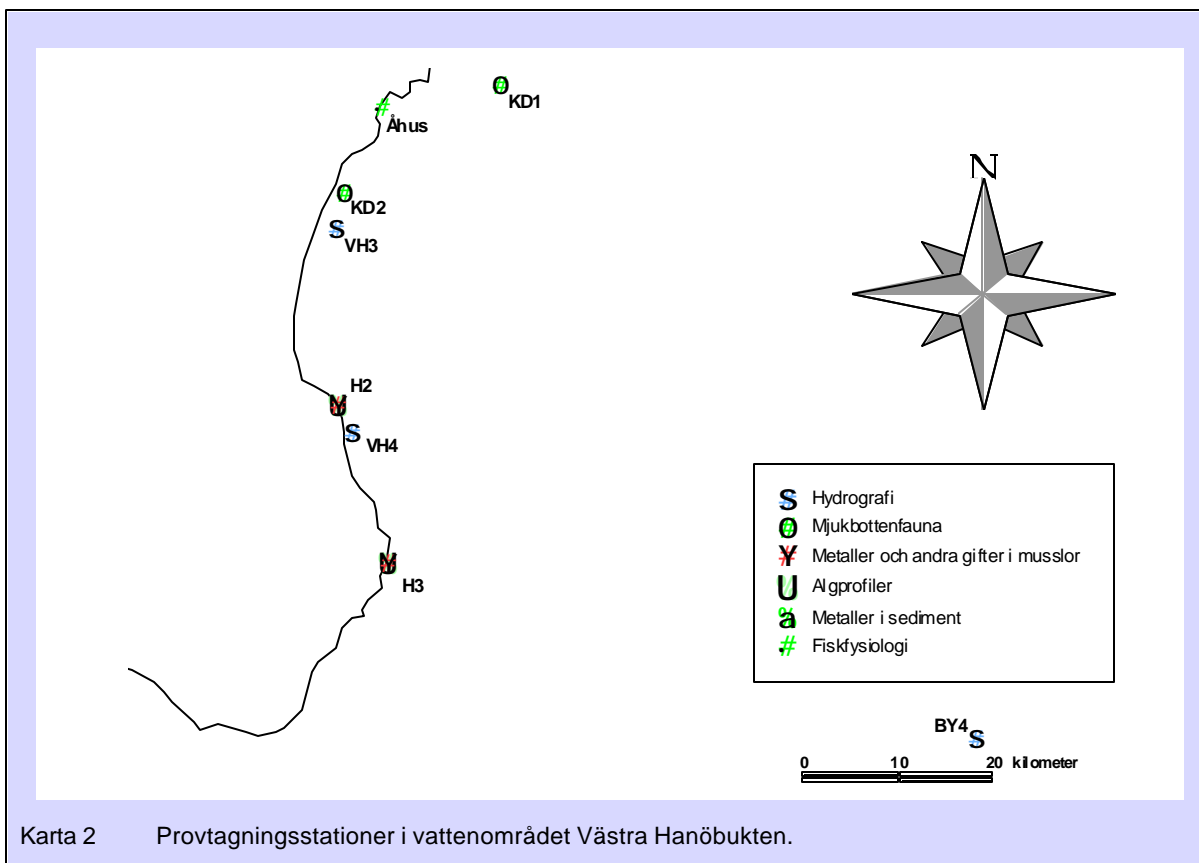 KD1
Åhus
KD2
VH3
N
H2
VH4
H3
S Hydrografi
O Mjukbottenfauna
Y Metaller och andra gifter i musslor
U Algprofiler
a Metaller i sediment
# Fiskfysiologi
BY4
0 10 20 kilometer
Karta 2 Provtagningsstationer i vattenområdet Västra Hanöbukten.